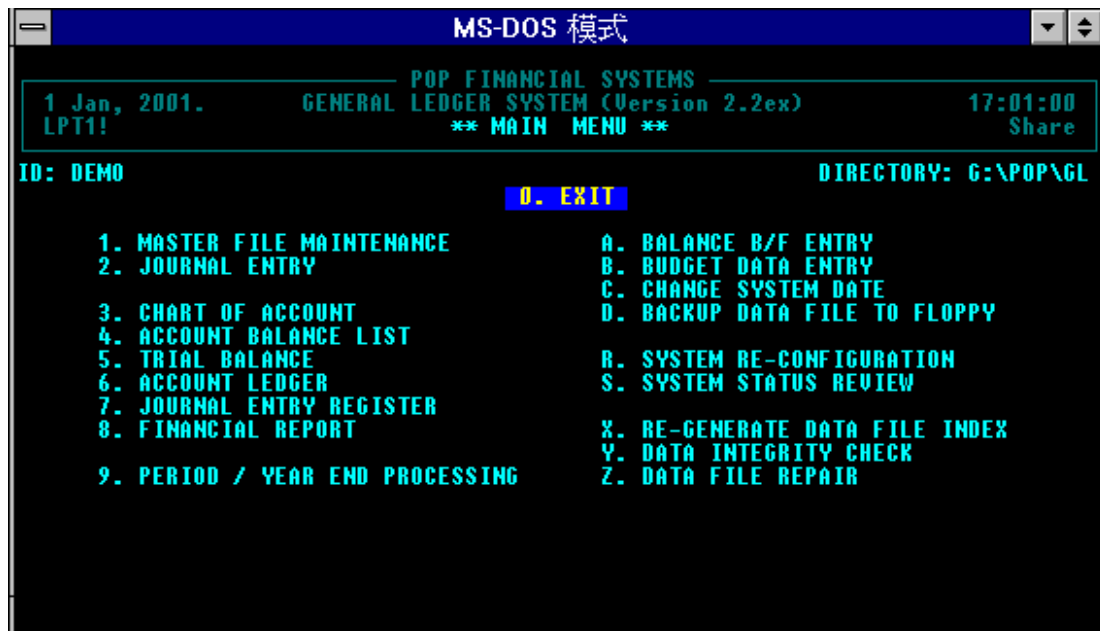 MS-DOS 模式
POP FINANCIAL SYSTEMS
1 Jan, 2001. GENERAL LEDGER SYSTEM (Version 2.2ex) 17:01:00
LPT1! ** MAIN MENU ** Share
ID: DEMO DIRECTORY: G:\POP\GL
0. EXIT
1. MASTER FILE MAINTENANCE A. BALANCE B/F ENTRY
2. JOURNAL ENTRY B. BUDGET DATA ENTRY
C. CHANGE SYSTEM DATE
3. CHART OF ACCOUNT D. BACKUP DATA FILE TO FLOPPY
4. ACCOUNT BALANCE LIST
5. TRIAL BALANCE R. SYSTEM RE-CONFIGURATION
6. ACCOUNT LEDGER S. SYSTEM STATUS REVIEW
7. JOURNAL ENTRY REGISTER
8. FINANCIAL REPORT X. RE-GENERATE DATA FILE INDEX
Y. DATA INTEGRITY CHECK
9. PERIOD / YEAR END PROCESSING Z. DATA FILE REPAIR